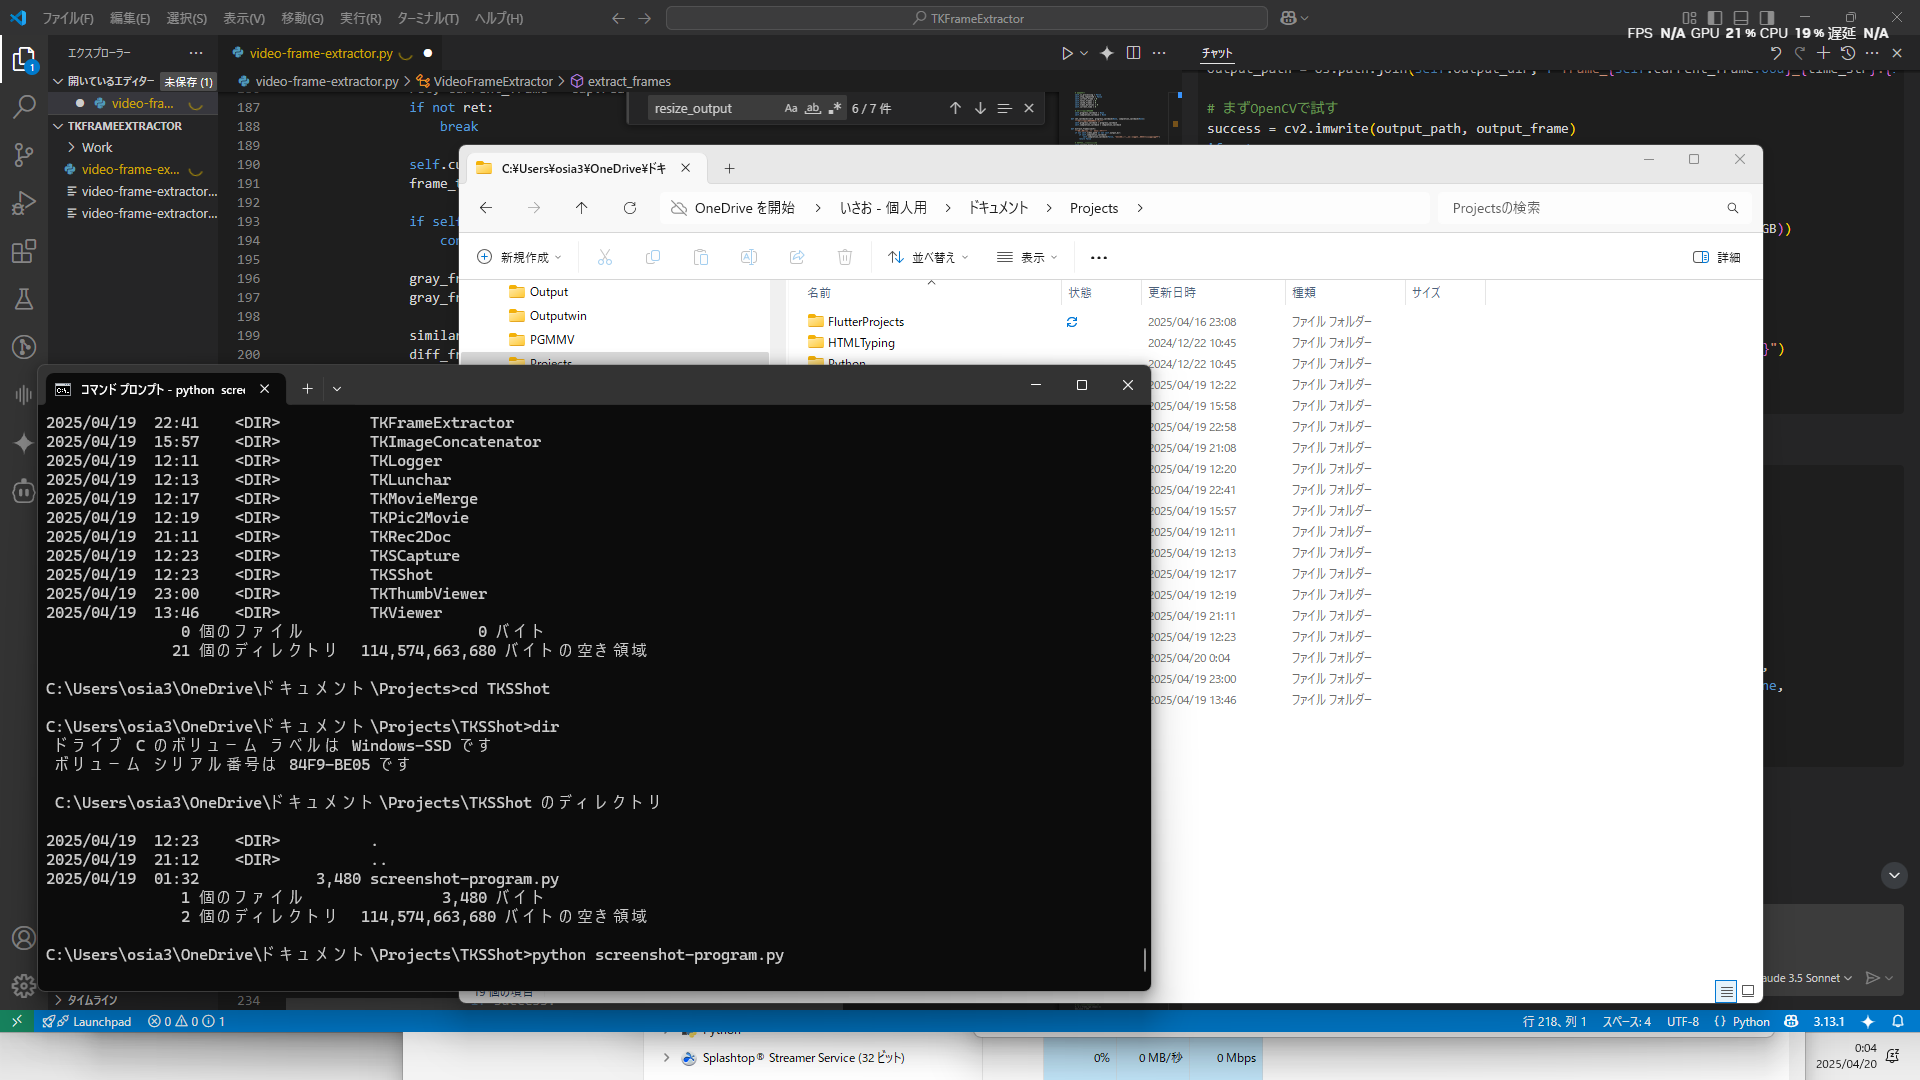 ファイル(F) 編集(E) 選択(S) 表示(V) 移動(G) 実行(R) ターミナル(T) ヘルプ(H)
TKFrameExtractor
FPS N/A GPU 21 % CPU 19 % 遅延 N/A
エクスプローラー
開いているエディター 未保存 (1)
video-fra...
TKFRAMEEXTRACTOR
Work
video-frame-ex...
video-frame-extractor...
video-frame-extractor...
タイムライン
video-frame-extractor.py
video-frame-extractor.py > VideoFrameExtractor > extract_frames
187 if not ret:
188 break
189
190 self.cu
191 frame_t
192
193 if self
194 con
195
196 gray_fr
197 gray_fr
198
199 similar
200 diff_fr
234
resize_output Aa ab 6 / 7 件
チャット
# まずOpenCVで試す
success = cv2.imwrite(output_path, output_frame)
GB))
}")
ne,
aude 3.5 Sonnet
C:¥Users¥osia3¥OneDrive¥ドキ
OneDrive を開始 > いさお - 個人用 > ドキュメント > Projects >
Projectsの検索
新規作成
並べ替え
表示
詳細
Output
Outputwin
PGMMV
Projects
名前 状態 更新日時 種類 サイズ
FlutterProjects 2025/04/16 23:08 ファイル フォルダー
HTMLTyping 2024/12/22 10:45 ファイル フォルダー
Python 2024/12/22 10:45 ファイル フォルダー
2025/04/19 12:22 ファイル フォルダー
2025/04/19 15:58 ファイル フォルダー
2025/04/19 22:58 ファイル フォルダー
2025/04/19 21:08 ファイル フォルダー
2025/04/19 12:20 ファイル フォルダー
2025/04/19 22:41 ファイル フォルダー
2025/04/19 15:57 ファイル フォルダー
2025/04/19 12:11 ファイル フォルダー
2025/04/19 12:13 ファイル フォルダー
2025/04/19 12:17 ファイル フォルダー
2025/04/19 12:19 ファイル フォルダー
2025/04/19 21:11 ファイル フォルダー
2025/04/19 12:23 ファイル フォルダー
2025/04/20 0:04 ファイル フォルダー
2025/04/19 23:00 ファイル フォルダー
2025/04/19 13:46 ファイル フォルダー
19 個の項目
コマンド プロンプト - python scre
2025/04/19 22:41 <DIR> TKFrameExtractor
2025/04/19 15:57 <DIR> TKImageConcatenator
2025/04/19 12:11 <DIR> TKLogger
2025/04/19 12:13 <DIR> TKLunchar
2025/04/19 12:17 <DIR> TKMovieMerge
2025/04/19 12:19 <DIR> TKPic2Movie
2025/04/19 21:11 <DIR> TKRec2Doc
2025/04/19 12:23 <DIR> TKSCapture
2025/04/19 12:23 <DIR> TKSShot
2025/04/19 23:00 <DIR> TKThumbViewer
2025/04/19 13:46 <DIR> TKViewer
0 個のファイル 0 バイト
21 個のディレクトリ 114,574,663,680 バイトの空き領域
C:\Users\osia3\OneDrive\ドキュメント\Projects>cd TKSShot
C:\Users\osia3\OneDrive\ドキュメント\Projects\TKSShot>dir
ドライブ C のボリューム ラベルは Windows-SSD です
ボリューム シリアル番号は 84F9-BE05 です
C:\Users\osia3\OneDrive\ドキュメント\Projects\TKSShot のディレクトリ
2025/04/19 12:23 <DIR> .
2025/04/19 21:12 <DIR> ..
2025/04/19 01:32 3,480 screenshot-program.py
1 個のファイル 3,480 バイト
2 個のディレクトリ 114,574,663,680 バイトの空き領域
C:\Users\osia3\OneDrive\ドキュメント\Projects\TKSShot>python screenshot-program.py
Launchpad 0 0 1
行 218、列 1 スペース: 4 UTF-8 Python 3.13.1
Splashtop® Streamer Service (32 ビット) 0% 0 MB/秒 0 Mbps
0:04
2025/04/20